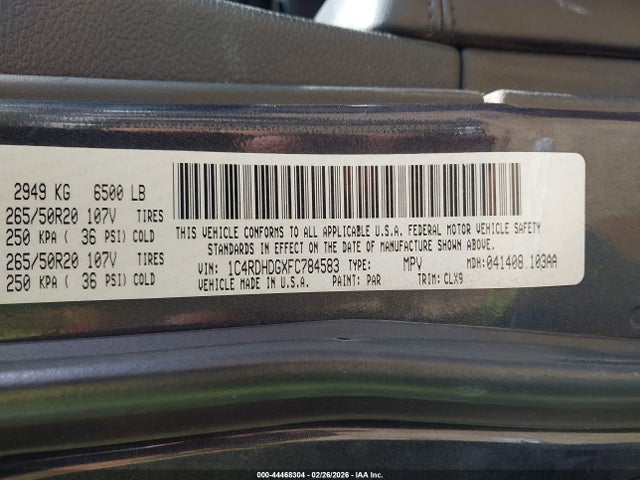 2949 KG 6500 LB
265/50R20 107V TIRES
250 KPA ( 36 PSI) COLD
265/50R20 107V TIRES
250 KPA ( 36 PSI) COLD
THIS VEHICLE CONFORMS TO ALL APPLICABLE U.S.A. FEDERAL MOTOR VEHICLE SAFETY
STANDARDS IN EFFECT ON THE DATE OF MANUFACTURE SHOWN ABOVE.
VIN: 1C4RDHDGXFC784583 TYPE: MPV MDH: 041408 103AA
VEHICLE MADE IN U.S.A. PAINT: PAR TRIM: CLX9
000-44468304 | 02/26/2026 - IAA Inc.